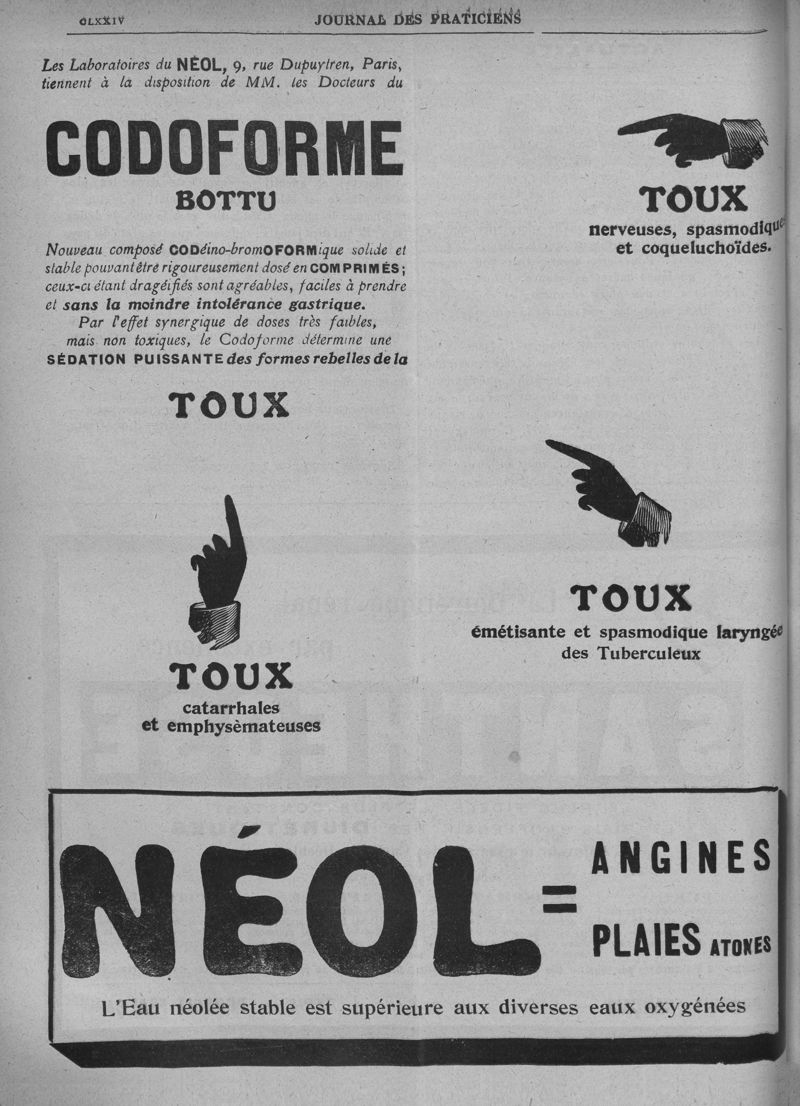 CLXXIV
JOURNAL DES PRATICIENS
Les Laboratoires du NÉOL, 9, rue Dupuytren, Paris,
tiennent à la disposition de MM. les Docteurs du
CODOFORME
BOTTU
Nouveau composé CODéino-bromOFORMique solide et
stable pouvant être rigoureusement dosé en COMPRIMÉS;
ceux-ci étant dragéifiés sont agréables, faciles à prendre
et sans la moindre intolérance gastrique.
Par l'effet synergique de doses très faibles,
mais non toxiques, le Codoforme détermine une
SÉDATION PUISSANTE des formes rebelles de la
TOUX
TOUX
nerveuses, spasmodique
et coqueluchoïdes.
TOUX
émétisante et spasmodique laryngée
des Tuberculeux
TOUX
catarrhales
et emphysèmateuses
NÉOL =
ANGINES
PLAIES ATONES
L'Eau néolée stable est supérieure aux diverses eaux oxygénées